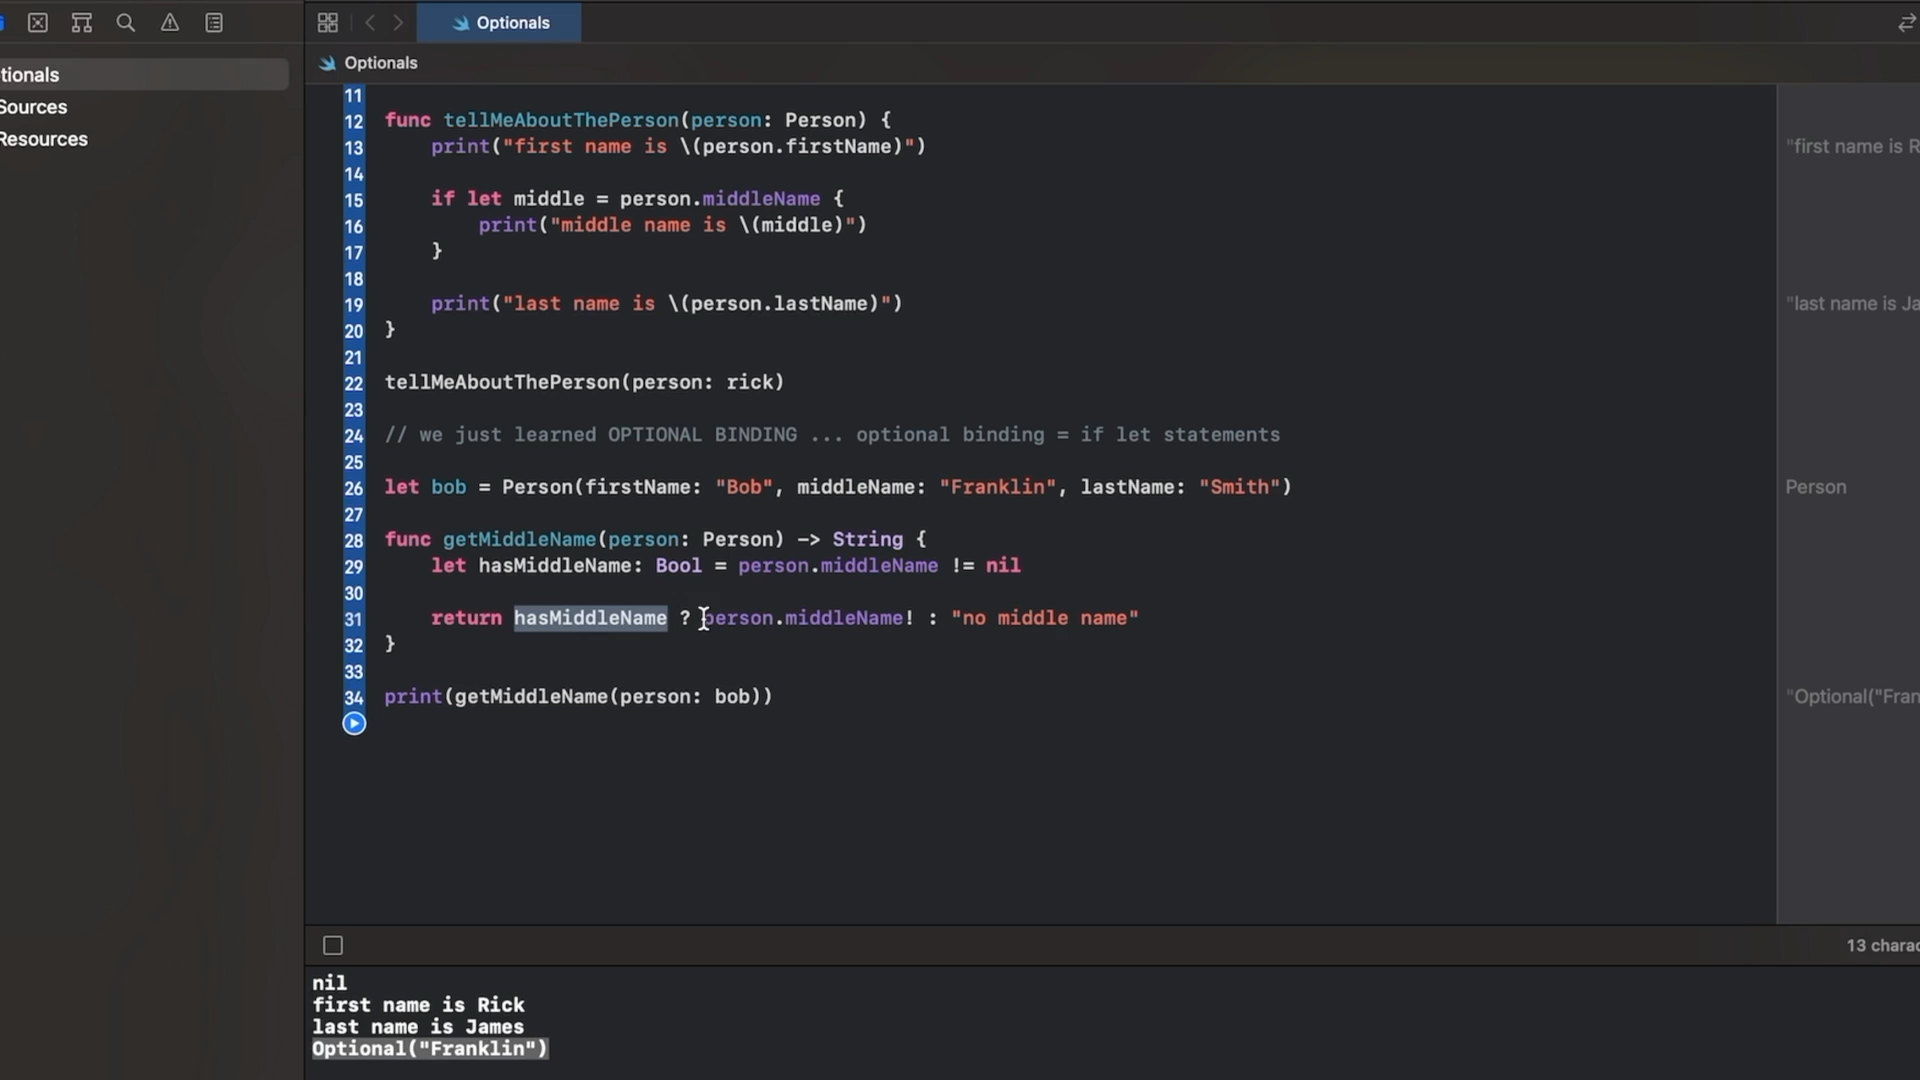 Optionals
tionals
Sources
Resources
Optionals
11
12 func tellMeAboutThePerson(person: Person) {
13 print("first name is \(person.firstName)") "first name is R
14
15 if let middle = person.middleName {
16 print("middle name is \(middle)")
17 }
18
19 print("last name is \(person.lastName)") "last name is Ja
20 }
21
22 tellMeAboutThePerson(person: rick)
23
24 // we just learned OPTIONAL BINDING ... optional binding = if let statements
25
26 let bob = Person(firstName: "Bob", middleName: "Franklin", lastName: "Smith") Person
27
28 func getMiddleName(person: Person) -> String {
29 let hasMiddleName: Bool = person.middleName != nil
30
31 return hasMiddleName ? person.middleName! : "no middle name"
32 }
33
34 print(getMiddleName(person: bob)) "Optional("Fran
13 charac
nil
first name is Rick
last name is James
Optional("Franklin")